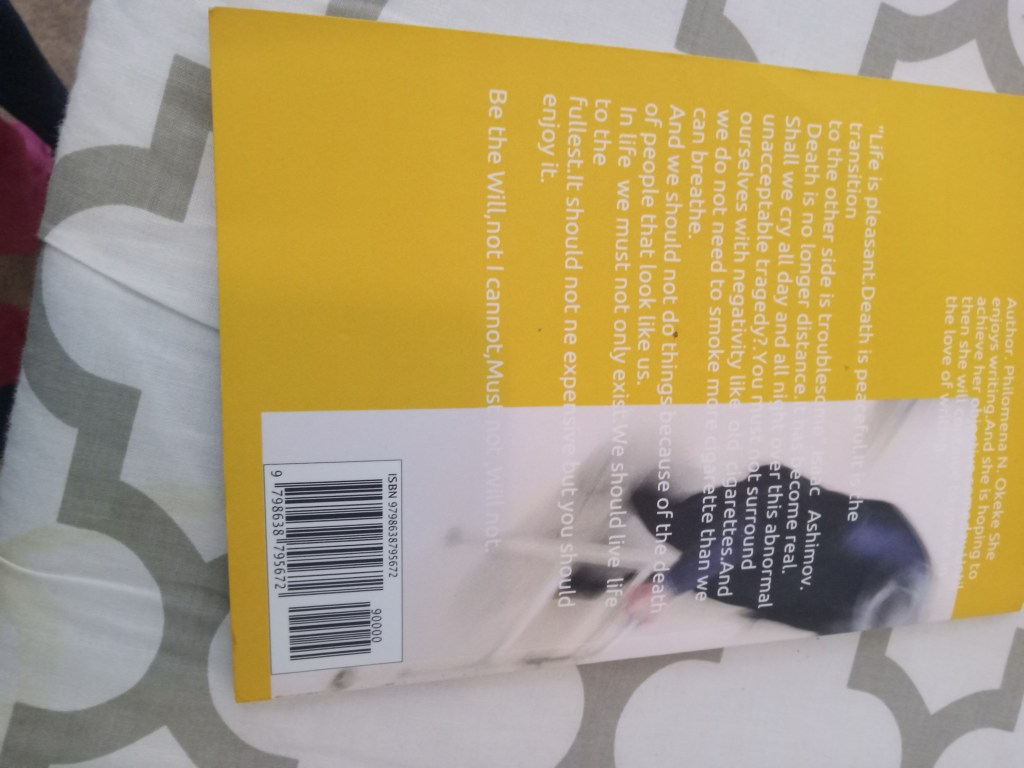 Author, Philomena N. Okeke She
enjoys writing.And she is hoping to
achieve her
then she will
the love of
"Life is pleasant.Death is peacefull.It is the
transition
to the other side is troublesome" Isaac Ashimov.
Death is no longer distance.It has become real.
Shall we cry all day and all night over this abnormal
unacceptable tragedy?.You must not surround
ourselves with negativity like old cigarettes.And
we do not need to smoke more cigarette than we
can breathe.
And we should not do things because of the death
of people that look like us.
In life we must not only exist.We should live life
to the
fullest.It should not ne expensive but you should
enjoy it.
Be the Will,not I cannot,Must not ,Will not.
ISBN 9798638795672
90000
9 798638 795672